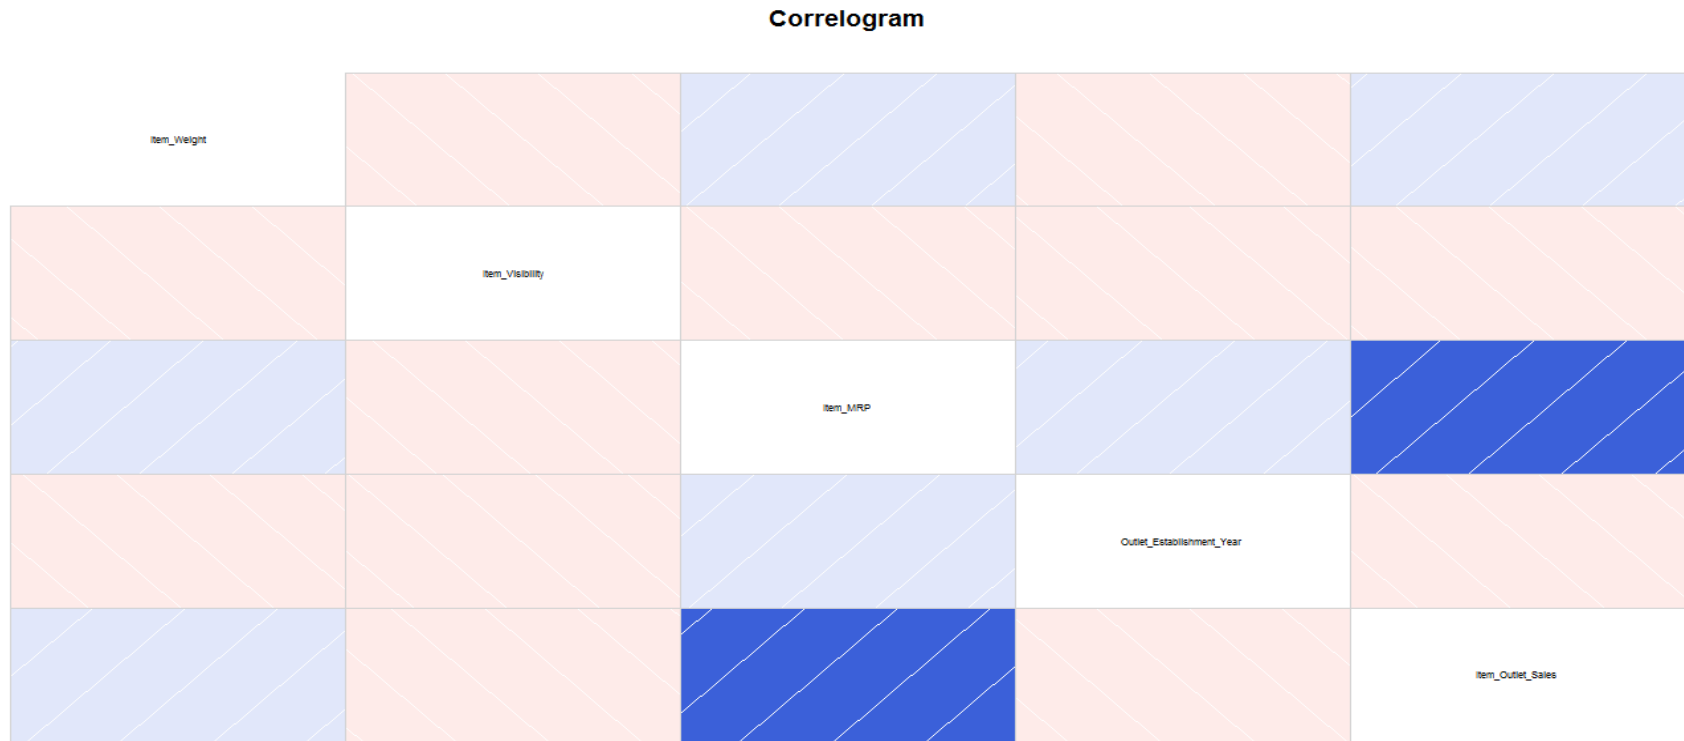 Correlogram
Item_Weight
Item_Visibility
Item_MRP
Outlet_Establishment_Year
Item_Outlet_Sales